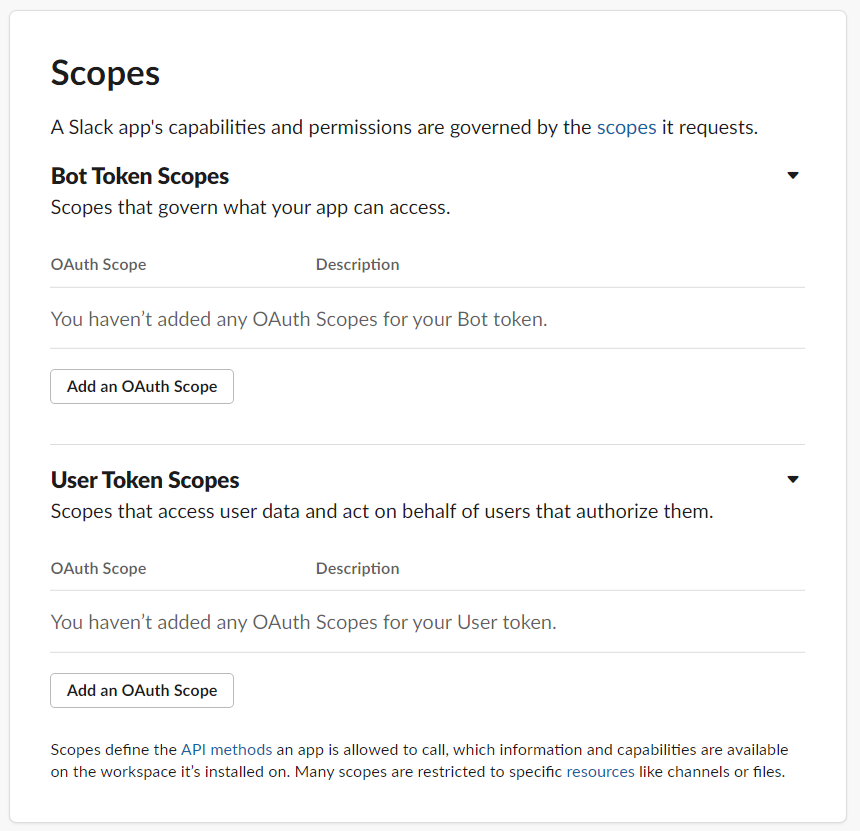 Scopes
A Slack app's capabilities and permissions are governed by the scopes it requests.
Bot Token Scopes
Scopes that govern what your app can access.
OAuth Scope Description
You haven’t added any OAuth Scopes for your Bot token.
Add an OAuth Scope
User Token Scopes
Scopes that access user data and act on behalf of users that authorize them.
OAuth Scope Description
You haven’t added any OAuth Scopes for your User token.
Add an OAuth Scope
Scopes define the API methods an app is allowed to call, which information and capabilities are available
on the workspace it’s installed on. Many scopes are restricted to specific resources like channels or files.